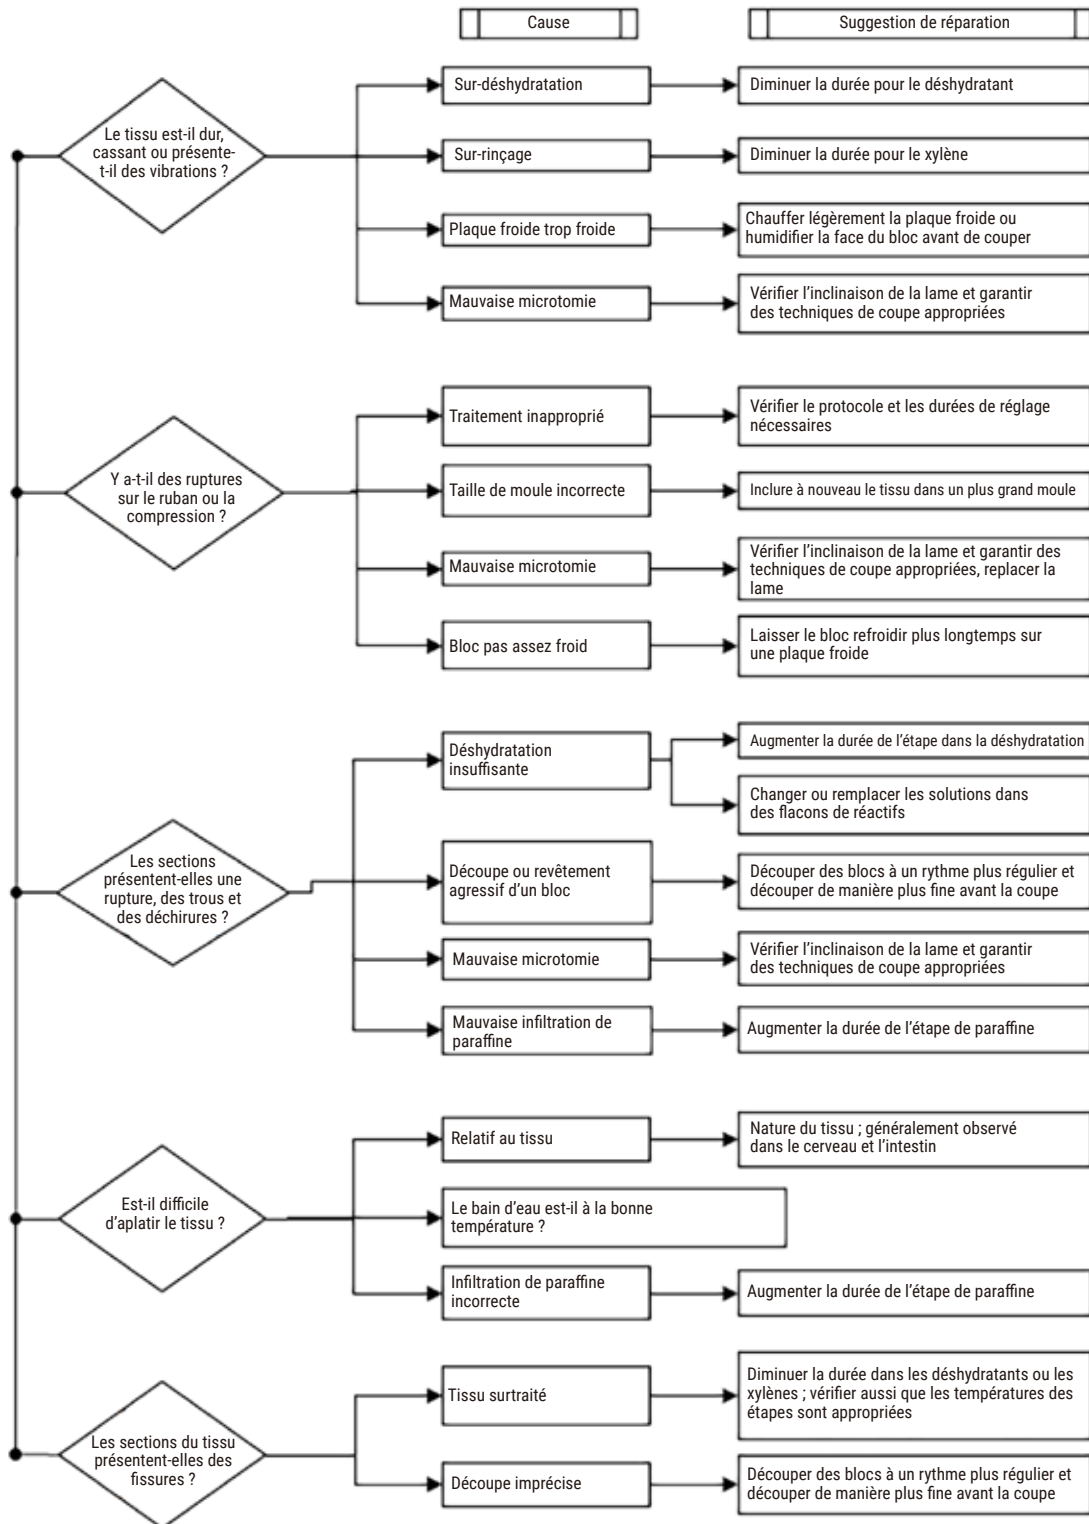 Cause
Suggestion de réparation
Le tissu est-il dur,
cassant ou présente-
t-il des vibrations ?
Sur-déshydratation
Diminuer la durée pour le déshydratant
Sur-rinçage
Diminuer la durée pour le xylène
Plaque froide trop froide
Chauffer légèrement la plaque froide ou
humidifier la face du bloc avant de couper
Mauvaise microtomie
Vérifier l’inclinaison de la lame et garantir
des techniques de coupe appropriées
Y a-t-il des ruptures
sur le ruban ou la
compression ?
Traitement inapproprié
Vérifier le protocole et les durées de réglage
nécessaires
Taille de moule incorrecte
Inclure à nouveau le tissu dans un plus grand moule
Mauvaise microtomie
Vérifier l’inclinaison de la lame et garantir des
techniques de coupe appropriées, replacer la
lame
Bloc pas assez froid
Laisser le bloc refroidir plus longtemps sur
une plaque froide
Les sections
présentent-elles une
rupture, des trous et
des déchirures ?
Déshydratation
insuffisante
Augmenter la durée de l’étape dans la déshydratation
Changer ou remplacer les solutions dans
des flacons de réactifs
Découpe ou revêtement
agressif d’un bloc
Découper des blocs à un rythme plus régulier et
découper de manière plus fine avant la coupe
Mauvaise microtomie
Vérifier l’inclinaison de la lame et garantir
des techniques de coupe appropriées
Mauvaise infiltration de
paraffine
Augmenter la durée de l’étape de paraffine
Est-il difficile
d’aplatir le tissu ?
Relatif au tissu
Nature du tissu ; généralement observé
dans le cerveau et l’intestin
Le bain d’eau est-il à la bonne
température ?
Infiltration de paraffine
incorrecte
Augmenter la durée de l’étape de paraffine
Les sections du tissu
présentent-elles des
fissures ?
Tissu surtraité
Diminuer la durée dans les déshydratants ou les
xylènes ; vérifier aussi que les températures des
étapes sont appropriées
Découpe imprécise
Découper des blocs à un rythme plus régulier et
découper de manière plus fine avant la coupe